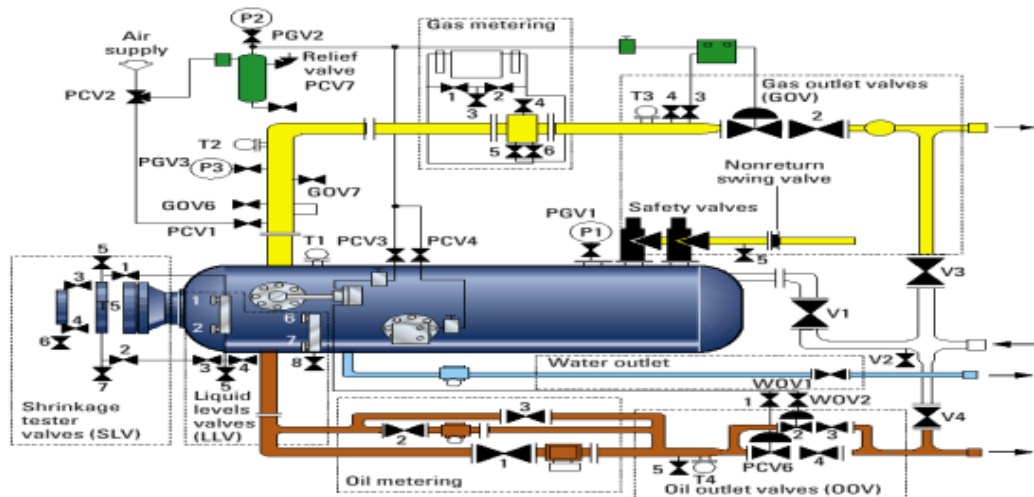 P2
PGV2
Air
supply
Relief
valve
PCV7
PCV2
Gas metering
1 2
3
4
5 6
T3 4 3
Gas outlet valves
(GOV)
2
T2
PGV3
P3
GOV7
GOV6
PCV1
Nonreturn
swing valve
PGV1
P1
Safety valves
5
T1
PCV3 PCV4
V3
V1
V2
5
3 1
T5
4
6
2
7
1
2
3 4
5
6
7
8
Shrinkage
tester
valves (SLV)
Liquid
levels
valves
(LLV)
Water outlet
WOV1
WOV2
V4
3
2
1
Oil metering
5
T4
1
2 3
PCV6 4
Oil outlet valves (OOV)